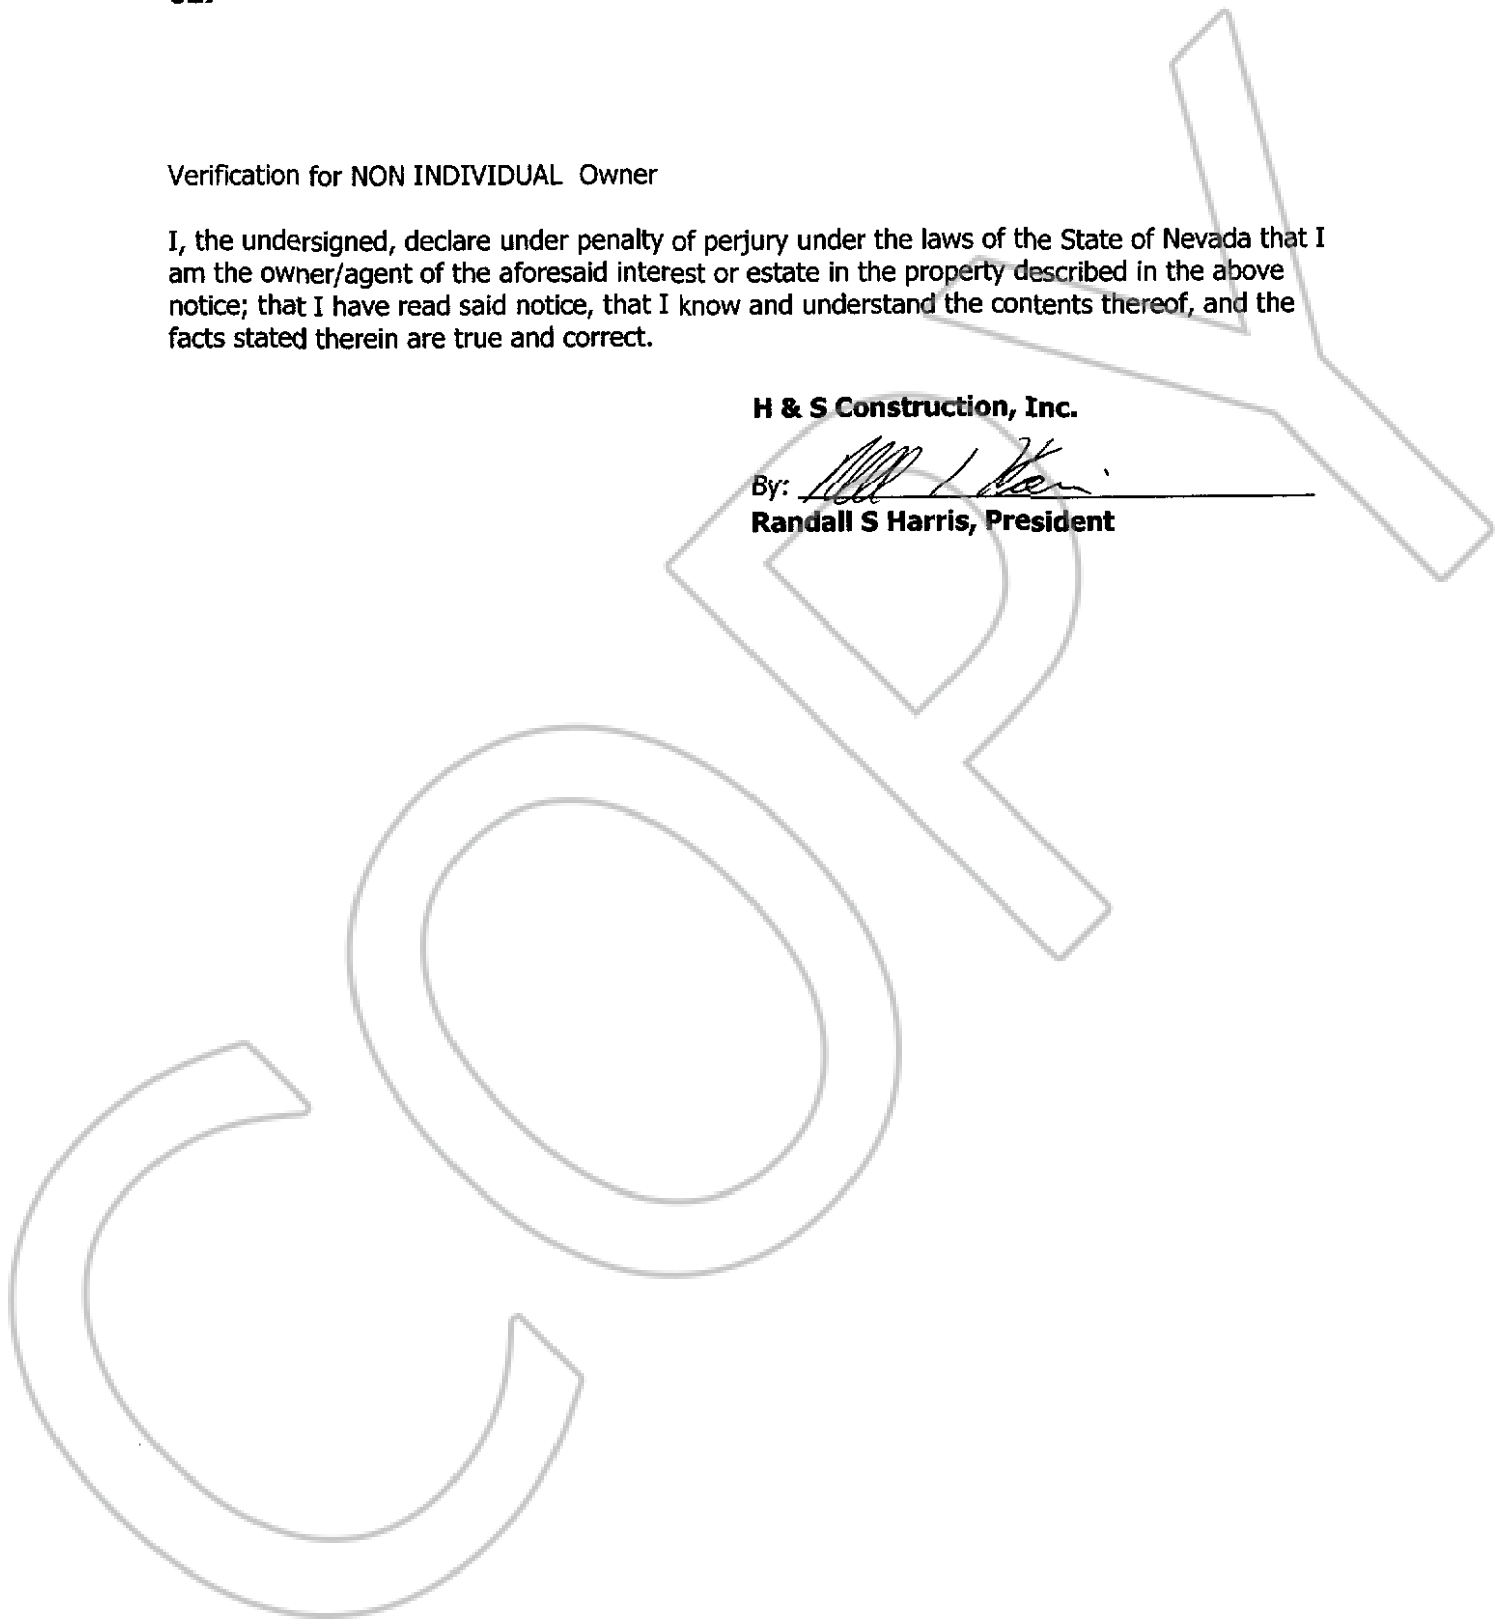 Verification for NON INDIVIDUAL Owner
I, the undersigned, declare under penalty of perjury under the laws of the State of Nevada that I
am the owner/agent of the aforesaid interest or estate in the property described in the above
notice; that I have read said notice, that I know and understand the contents thereof, and the
facts stated therein are true and correct.
H & S Construction, Inc.
By:
Randall S Harris, President
COPY